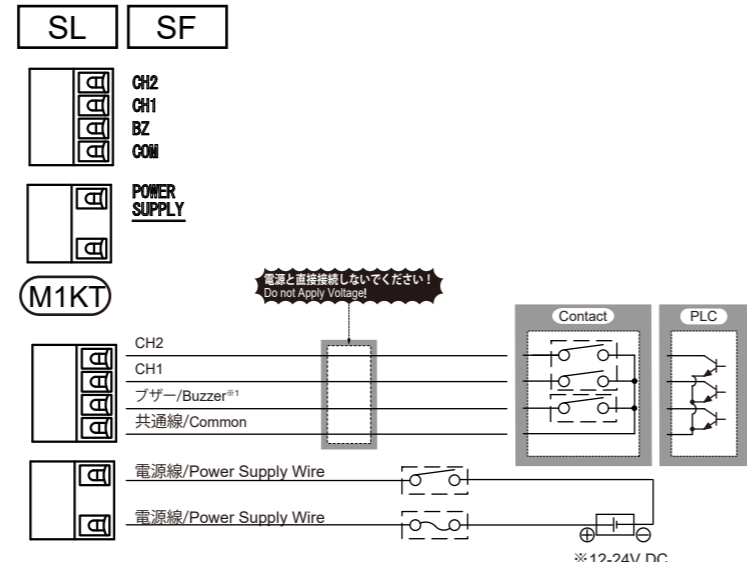 SL SF
CH2
CH1
BZ
COM
POWER
SUPPLY
M1KT
電源と直接接続しないでください！
Do not Apply Voltage!
Contact PLC
CH2
CH1
ブザー/Buzzer※1
共通線/Common
電源線/Power Supply Wire
電源線/Power Supply Wire
※12-24V DC